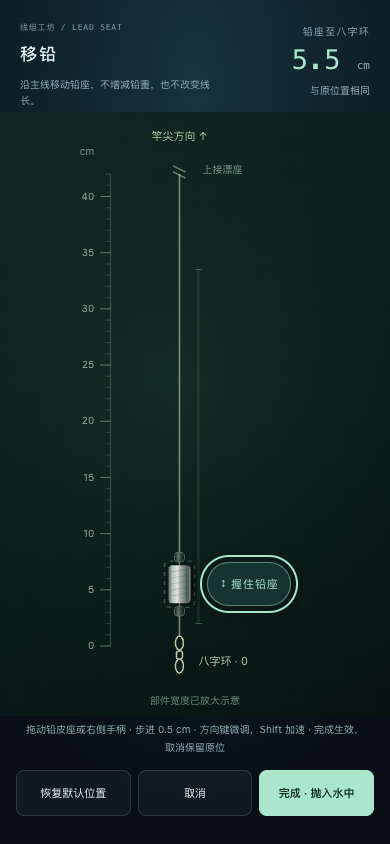 线组工坊 / LEAD SEAT
移铅
沿主线移动铅座，不增减铅重，也不改变线
长。
铅座至八字环
5.5 cm
与原位置相同
竿尖方向 ↑
cm
上接漂座
40
35
30
25
20
15
10
5
0
↕ 握住铅座
八字环 · 0
部件宽度已放大示意
拖动铅皮座或右侧手柄 · 步进 0.5 cm · 方向键微调，Shift 加速 · 完成生效，
取消保留原位
恢复默认位置
取消
完成 · 抛入水中